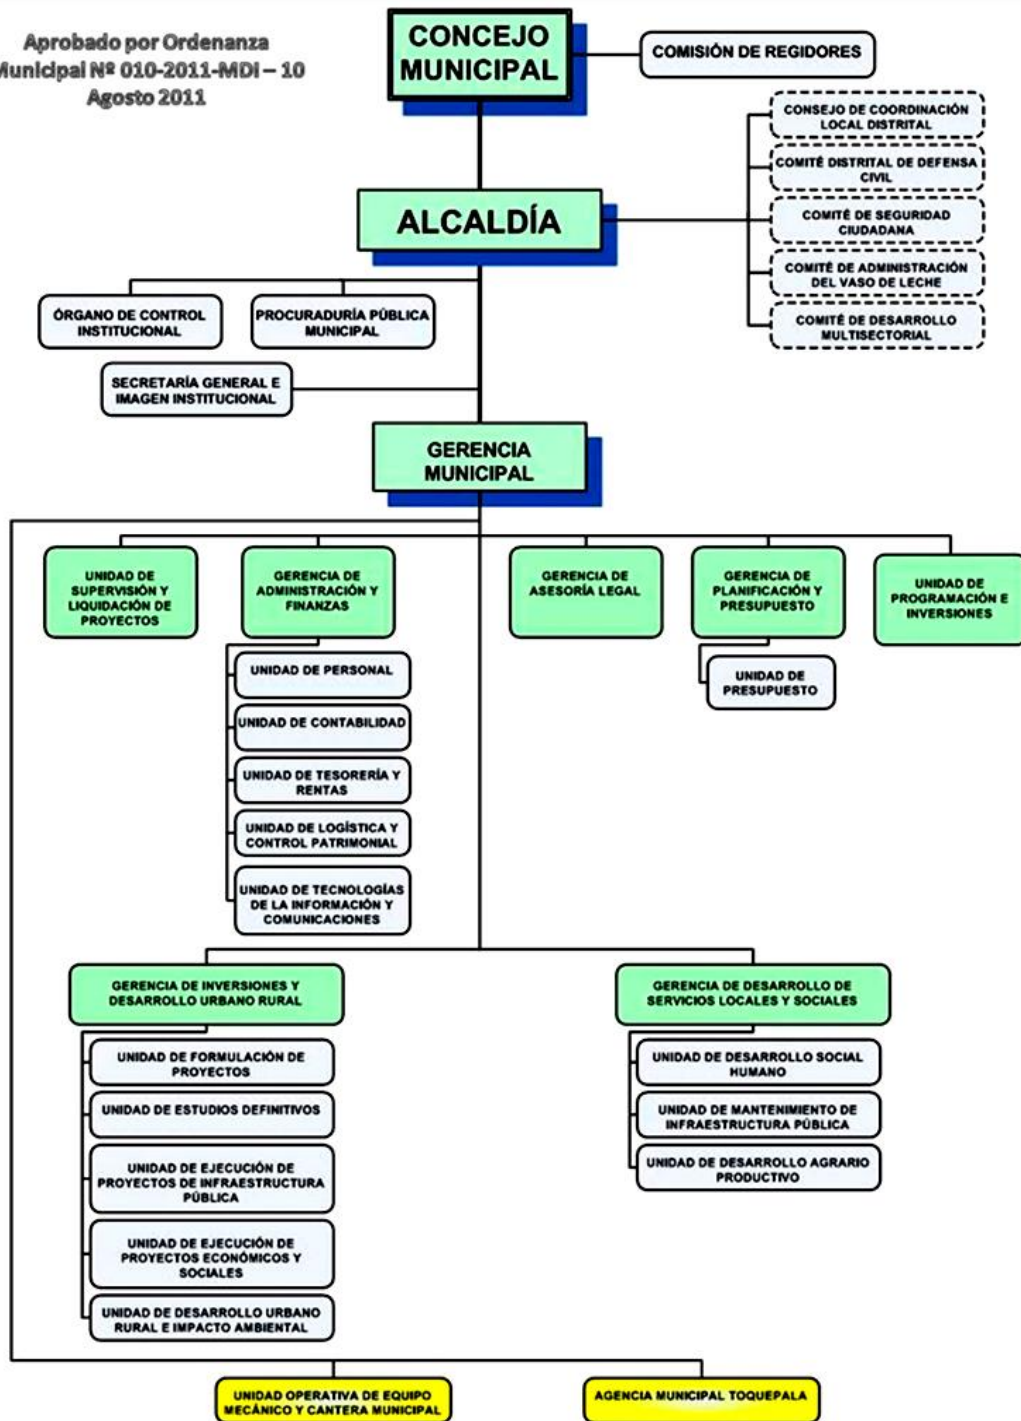 Aprobado por Ordenanza
Municipal Nº 010-2011-MDI – 10
Agosto 2011
CONCEJO
MUNICIPAL
COMISIÓN DE REGIDORES
CONSEJO DE COORDINACIÓN
LOCAL DISTRITAL
COMITÉ DISTRITAL DE DEFENSA
CIVIL
ALCALDÍA
COMITÉ DE SEGURIDAD
CIUDADANA
COMITÉ DE ADMINISTRACIÓN
DEL VASO DE LECHE
COMITÉ DE DESARROLLO
MULTISECTORIAL
ÓRGANO DE CONTROL
INSTITUCIONAL
PROCURADURÍA PÚBLICA
MUNICIPAL
SECRETARÍA GENERAL E
IMAGEN INSTITUCIONAL
GERENCIA
MUNICIPAL
UNIDAD DE
SUPERVISIÓN Y
LIQUIDACIÓN DE
PROYECTOS
GERENCIA DE
ADMINISTRACIÓN Y
FINANZAS
GERENCIA DE
ASESORÍA LEGAL
GERENCIA DE
PLANIFICACIÓN Y
PRESUPUESTO
UNIDAD DE
PROGRAMACIÓN E
INVERSIONES
UNIDAD DE PERSONAL
UNIDAD DE CONTABILIDAD
UNIDAD DE TESORERÍA Y
RENTAS
UNIDAD DE LOGÍSTICA Y
CONTROL PATRIMONIAL
UNIDAD DE TECNOLOGÍAS
DE LA INFORMACIÓN Y
COMUNICACIONES
UNIDAD DE
PRESUPUESTO
GERENCIA DE INVERSIONES Y
DESARROLLO URBANO RURAL
UNIDAD DE FORMULACIÓN DE
PROYECTOS
UNIDAD DE ESTUDIOS DEFINITIVOS
UNIDAD DE EJECUCIÓN DE
PROYECTOS DE INFRAESTRUCTURA
PÚBLICA
UNIDAD DE EJECUCIÓN DE
PROYECTOS ECONÓMICOS Y
SOCIALES
UNIDAD DE DESARROLLO URBANO
RURAL E IMPACTO AMBIENTAL
GERENCIA DE DESARROLLO DE
SERVICIOS LOCALES Y SOCIALES
UNIDAD DE DESARROLLO SOCIAL
HUMANO
UNIDAD DE MANTENIMIENTO DE
INFRAESTRUCTURA PÚBLICA
UNIDAD DE DESARROLLO AGRARIO
PRODUCTIVO
UNIDAD OPERATIVA DE EQUIPO
MECÁNICO Y CANTERA MUNICIPAL
AGENCIA MUNICIPAL TOQUEPALA